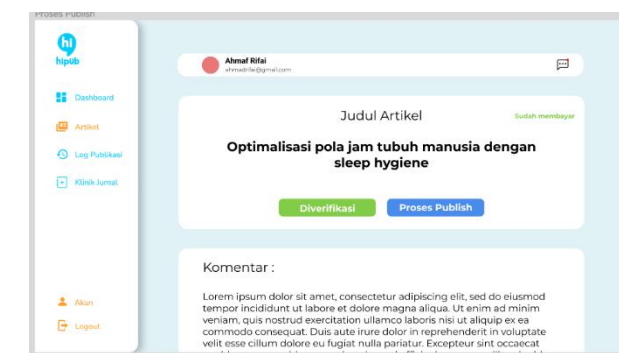 Proses Publish
hi
hipub
Ahmaf Rifai
ahmadrifai@gmail.com
Dashboard
Artikel
Log Publikasi
Klinik Jurnal
Akun
Logout
Judul Artikel
Sudah membayar
Optimalisasi pola jam tubuh manusia dengan
sleep hygiene
Diverifikasi
Proses Publish
Komentar :
Lorem ipsum dolor sit amet, consectetur adipiscing elit, sed do eiusmod
tempor incididunt ut labore et dolore magna aliqua. Ut enim ad minim
veniam, quis nostrud exercitation ullamco laboris nisi ut aliquip ex ea
commodo consequat. Duis aute irure dolor in reprehenderit in voluptate
velit esse cillum dolore eu fugiat nulla pariatur. Excepteur sint occaecat